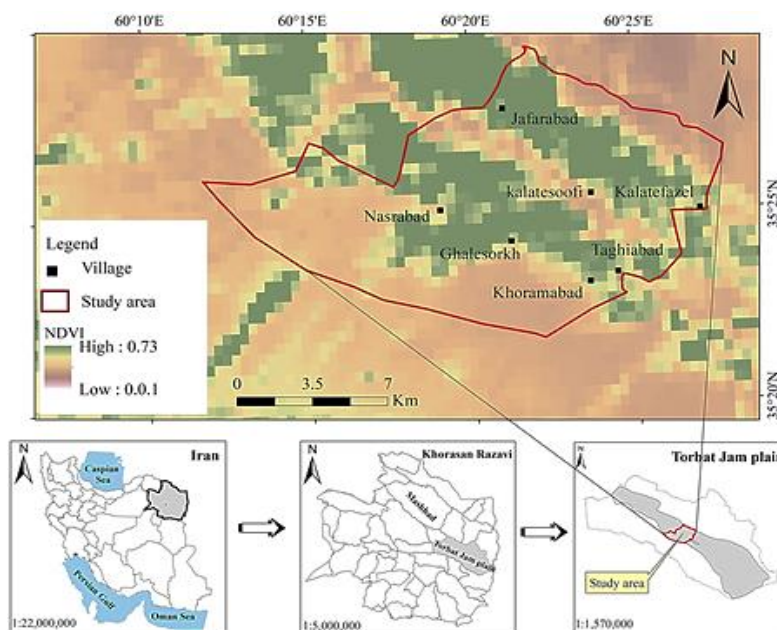 60°10'E 60°15'E 60°20'E 60°25'E
N
Jafarabad
kalatesoofi
Kalatefazel
Nasrabad
Ghalesorkh
Taghiabad
Khoramabad
35°25'N
35°20'N
Legend
Village
Study area
NDVI
High : 0.73
Low : 0.0.1
0 3.5 7
Km
N
Iran
Caspian
Sea
Persian Gulf
Oman Sea
1:22,000,000
N
Khorasan Razavi
Mashhad
Torbat Jam plain
1:5,000,000
Torbat Jam plain
N
Study area
1:1,570,000